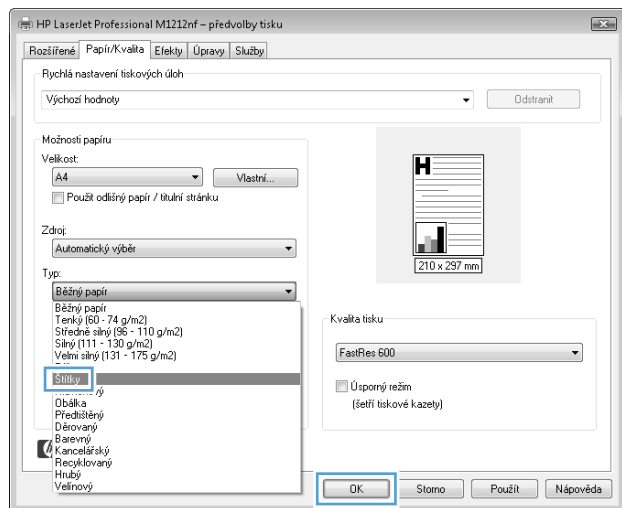 HP LaserJet Professional M1212nf – předvolby tisku
Rozšířené Papír/Kvalita Efekty Úpravy Služby
Rychlá nastavení tiskových úloh
Výchozí hodnoty
Odstranit
Možnosti papíru
Velikost:
A4
Vlastní...
Použít odlišný papír / titulní stránku
Zdroj:
Automatický výběr
Typ:
Běžný papír
Běžný papír
Tenký (60 - 74 g/m2)
Středně silný (96 - 110 g/m2)
Silný (111 - 130 g/m2)
Velmi silný (131 - 175 g/m2)
Štítky
Obálka
Předtištěný
Děrovaný
Barevný
Kancelářský
Recyklovaný
Hrubý
Velínový
H
210 x 297 mm
Kvalita tisku
FastRes 600
Úsporný režim
(šetří tiskové kazety)
OK Storno Použít Nápověda